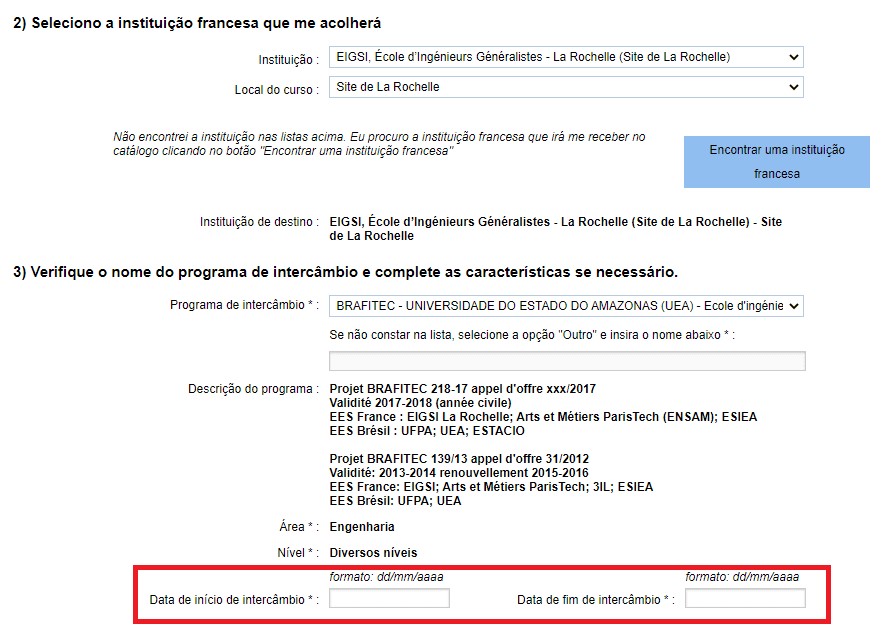 2) Seleciono a instituição francesa que me acolherá
Instituição :
EIGSI, École d'Ingénieurs Généralistes - La Rochelle (Site de La Rochelle)
Local do curso :
Site de La Rochelle
Não encontrei a instituição nas listas acima. Eu procuro a instituição francesa que irá me receber no
catálogo clicando no botão "Encontrar uma instituição francesa"
Encontrar uma instituição
francesa
Instituição de destino :
EIGSI, École d'Ingénieurs Généralistes - La Rochelle (Site de La Rochelle) - Site
de La Rochelle
3) Verifique o nome do programa de intercâmbio e complete as características se necessário.
Programa de intercâmbio * :
BRAFITEC - UNIVERSIDADE DO ESTADO DO AMAZONAS (UEA) - Ecole d'ingénie
Se não constar na lista, selecione a opção "Outro" e insira o nome abaixo * :
Descrição do programa :
Projet BRAFITEC 218-17 appel d'offre xxx/2017
Validité 2017-2018 (année civile)
EES France : EIGSI La Rochelle; Arts et Métiers ParisTech (ENSAM); ESIEA
EES Brésil : UFPA; UEA; ESTACIO
Projet BRAFITEC 139/13 appel d'offre 31/2012
Validité: 2013-2014 renouvellement 2015-2016
EES France: EIGSI; Arts et Métiers ParisTech; 3IL; ESIEA
EES Brésil: UFPA; UEA
Área * :
Engenharia
Nível * :
Diversos níveis
formato: dd/mm/aaaa
formato: dd/mm/aaaa
Data de início de intercâmbio * :
Data de fim de intercâmbio * :